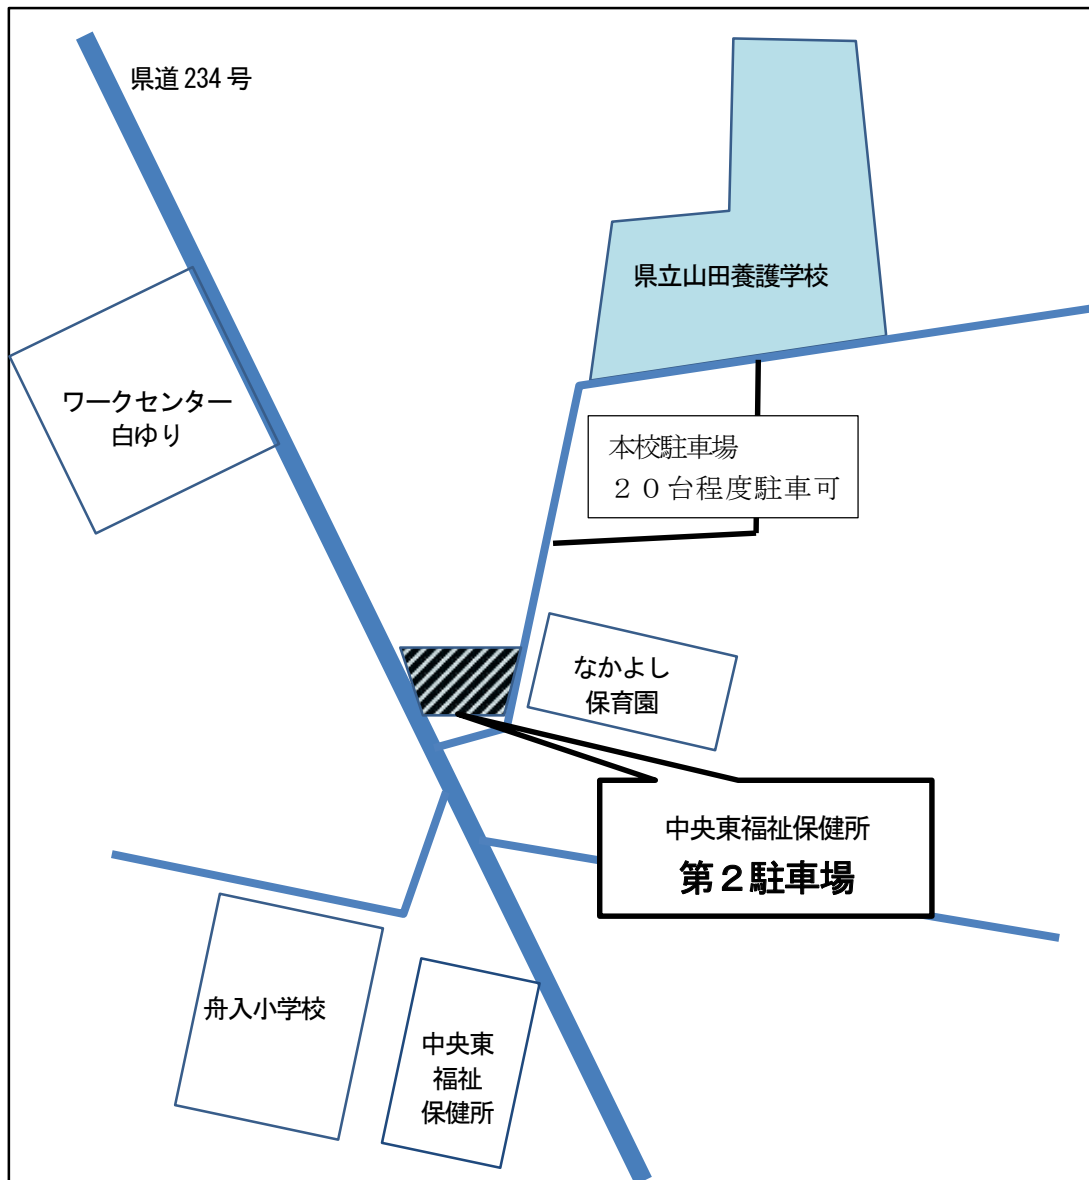 県道 234 号
県立山田養護学校
ワークセンター
白ゆり
本校駐車場
２０台程度駐車可
なかよし
保育園
中央東福祉保健所
第２駐車場
舟入小学校
中央東
福祉
保健所